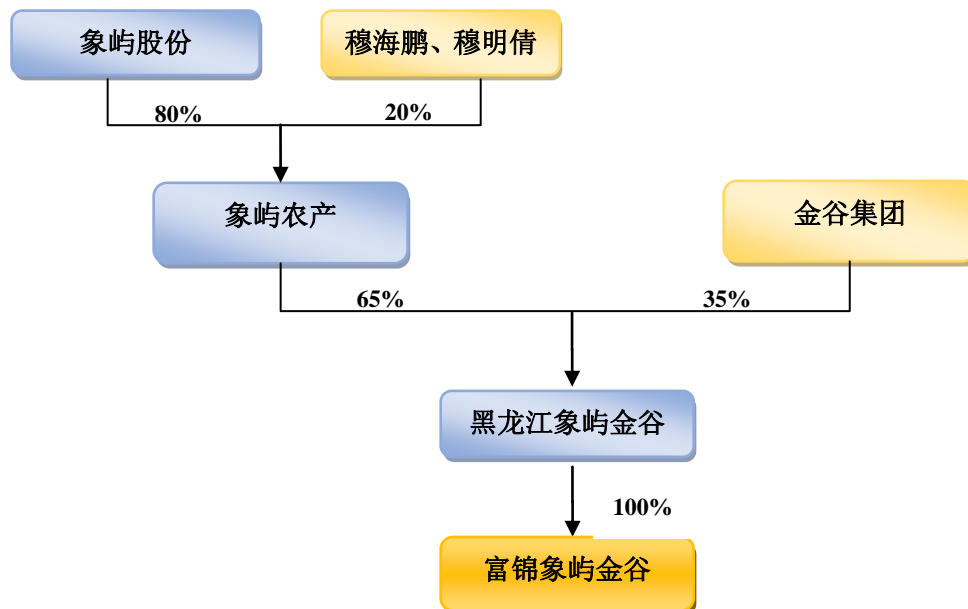 象屿股份
穆海鹏、穆明倩
80%
20%
象屿农产
金谷集团
65%
35%
黑龙江象屿金谷
100%
富锦象屿金谷